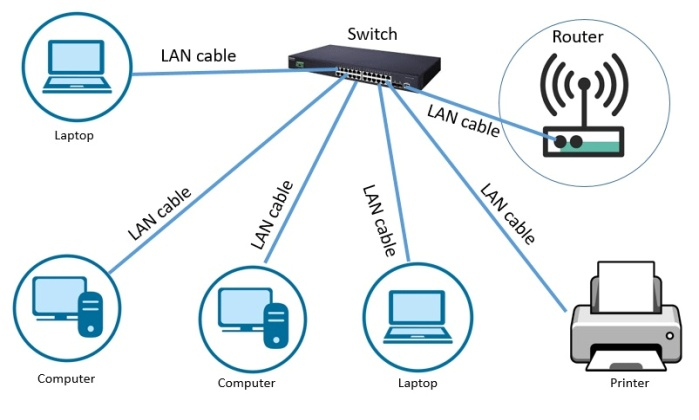 Switch
Router
LAN cable
LAN cable
Laptop
LAN cable
LAN cable
LAN cable
LAN cable
Computer
Computer
Laptop
Printer